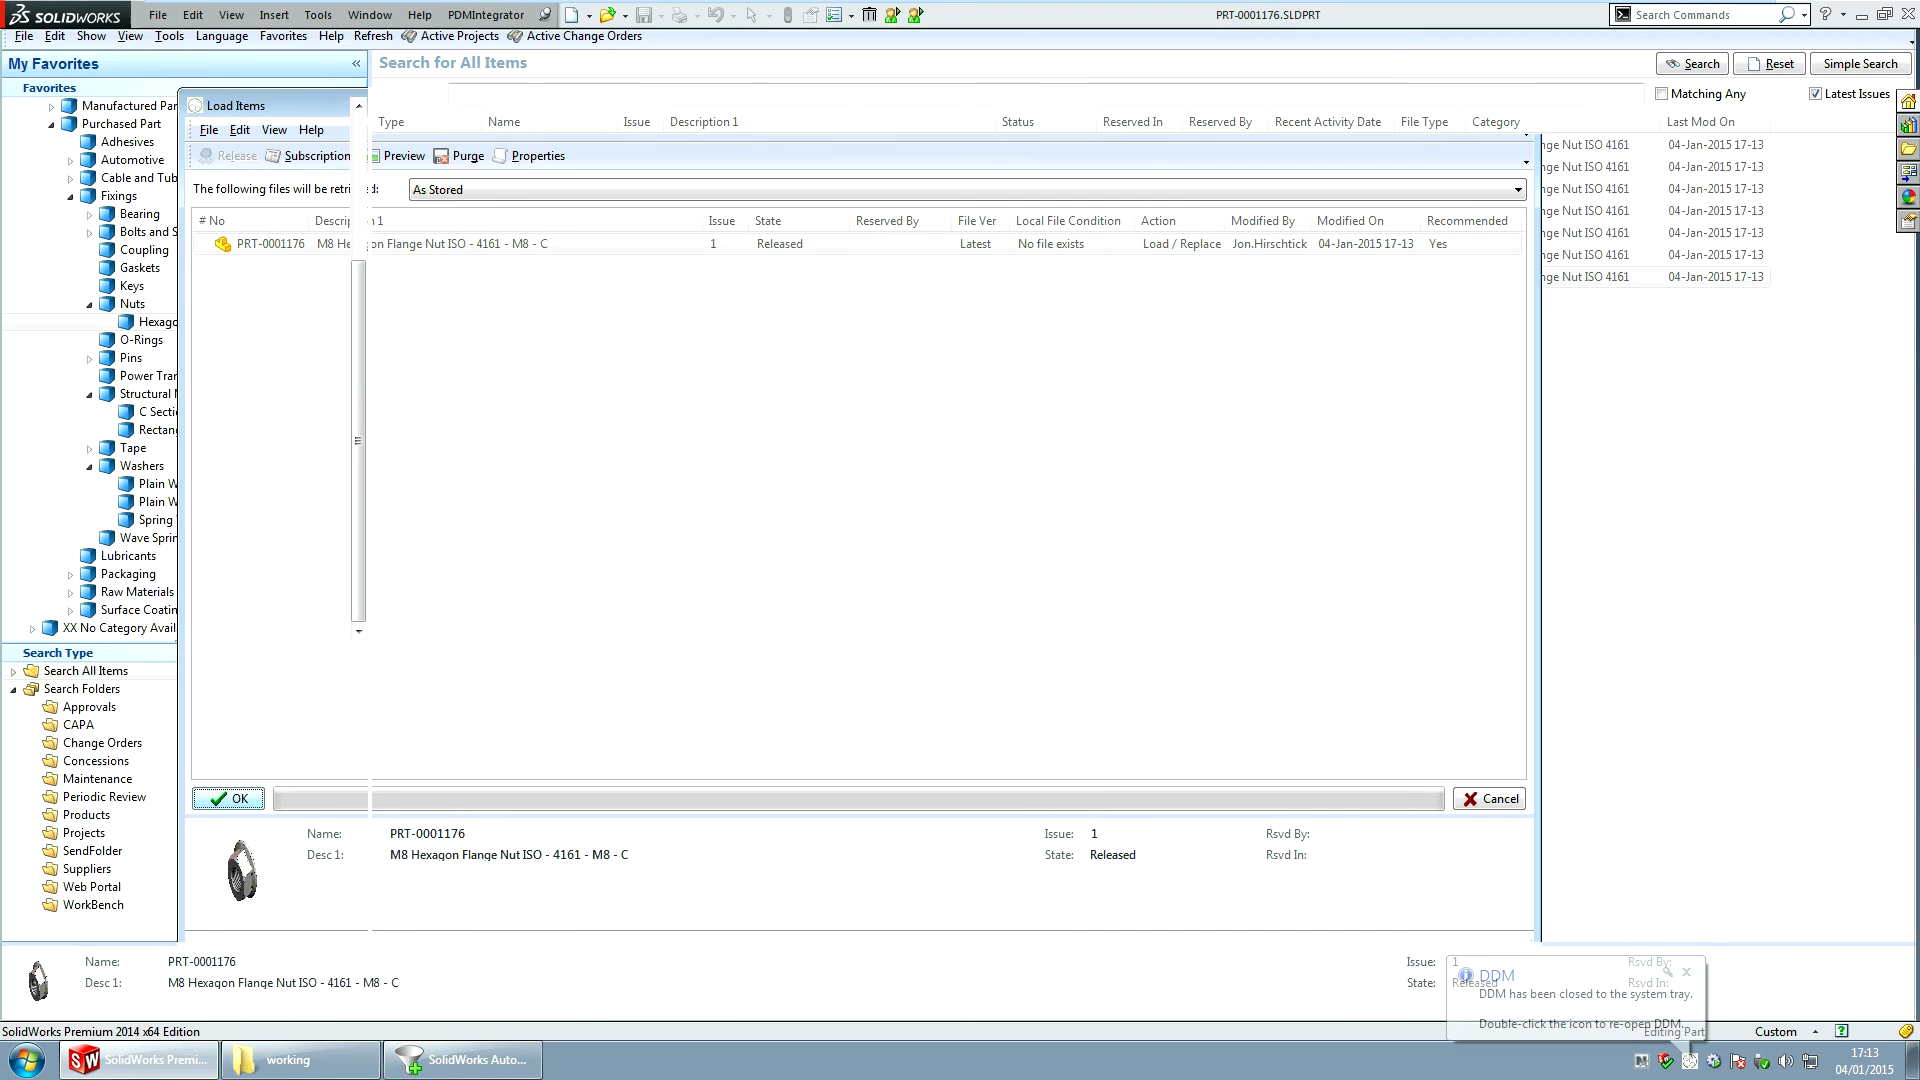 SOLIDWORKS File Edit View Insert Tools Window Help PDMIntegrator PRT-0001176.SLDPRT Search Commands
File Edit Show View Tools Language Favorites Help Refresh Active Projects Active Change Orders
My Favorites « Search for All Items Search Reset Simple Search
Favorites
Matching Any Latest Issues
Load Items
File Edit View Help
Type Name Issue Description 1 Status Reserved In Reserved By Recent Activity Date File Type Category Last Mod On
Release Subscription Preview Purge Properties
The following files will be retri d: As Stored
# No Descrip n 1 Issue State Reserved By File Ver Local File Condition Action Modified By Modified On Recommended
PRT-0001176 M8 He on Flange Nut ISO - 4161 - M8 - C 1 Released Latest No file exists Load / Replace Jon.Hirschtick 04-Jan-2015 17-13 Yes
nge Nut ISO 4161 04-Jan-2015 17-13
nge Nut ISO 4161 04-Jan-2015 17-13
nge Nut ISO 4161 04-Jan-2015 17-13
nge Nut ISO 4161 04-Jan-2015 17-13
nge Nut ISO 4161 04-Jan-2015 17-13
nge Nut ISO 4161 04-Jan-2015 17-13
nge Nut ISO 4161 04-Jan-2015 17-13
Manufactured Par
Purchased Part
Adhesives
Automotive
Cable and Tub
Fixings
Bearing
Bolts and S
Coupling
Gaskets
Keys
Nuts
Hexago
O-Rings
Pins
Power Tran
Structural M
C Sectio
Rectang
Tape
Washers
Plain W
Plain W
Spring
Wave Sprin
Lubricants
Packaging
Raw Materials
Surface Coatin
XX No Category Avail
Search Type
Search All Items
Search Folders
Approvals
CAPA
Change Orders
Concessions
Maintenance
Periodic Review
Products
Projects
SendFolder
Suppliers
Web Portal
WorkBench
OK Cancel
Name: PRT-0001176 Issue: 1 Rsvd By:
Desc 1: M8 Hexagon Flange Nut ISO - 4161 - M8 - C State: Released Rsvd In:
Name: PRT-0001176 Issue: 1 Rsvd By:
Desc 1: M8 Hexagon Flange Nut ISO - 4161 - M8 - C State: Released Rsvd In:
DDM
DDM has been closed to the system tray.
Double-click the icon to re-open DDM.
SolidWorks Premium 2014 x64 Edition Editing Part Custom
SolidWorks Premi... working SolidWorks Auto... 17:13
04/01/2015